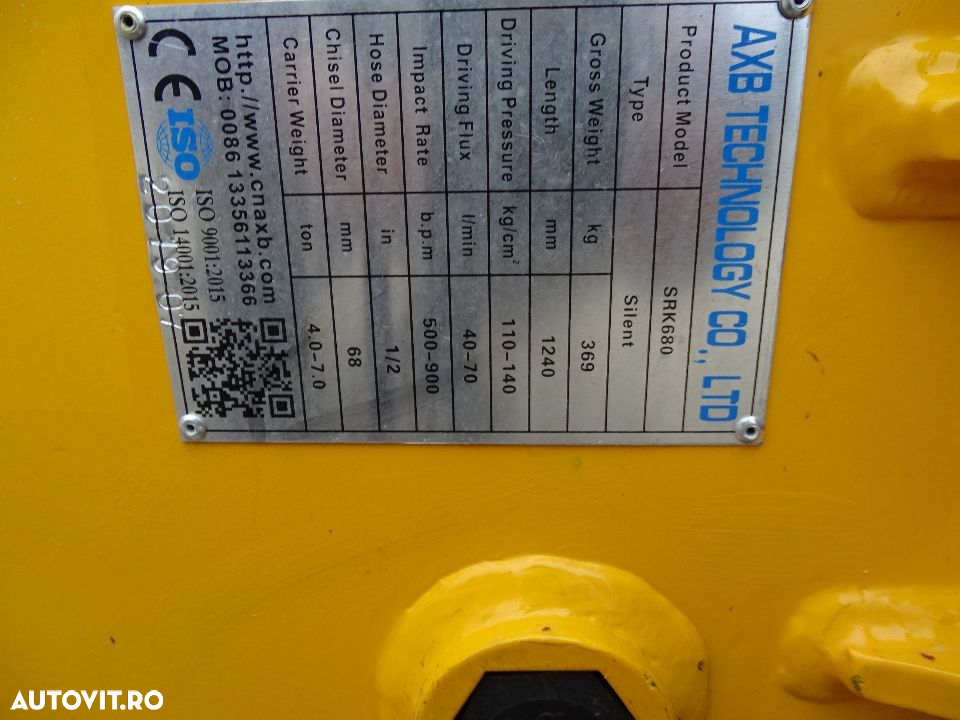 AXB TECHNOLOGY CO., LTD
Product Model SRK680
Type Silent
Gross Weight kg 369
Length mm 1240
Driving Pressure kg/cm² 110-140
Driving Flux l/min 40-70
Impact Rate b.p.m 500-900
Hose Diameter in 1/2
Chisel Diameter mm 68
Carrier Weight ton 4.0-7.0
http://www.cnaxb.com
MOB: 0086 13356113366
CE ISO ISO 9001:2015
ISO 14001:2015
2019 07
AUTOVIT.RO